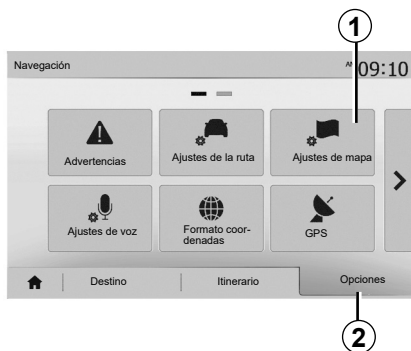 1
Navegación
AM 09:10
Advertencias
Ajustes de la ruta
Ajustes de mapa
Ajustes de voz
Formato coor-
denadas
GPS
Destino
Itinerario
Opciones
2